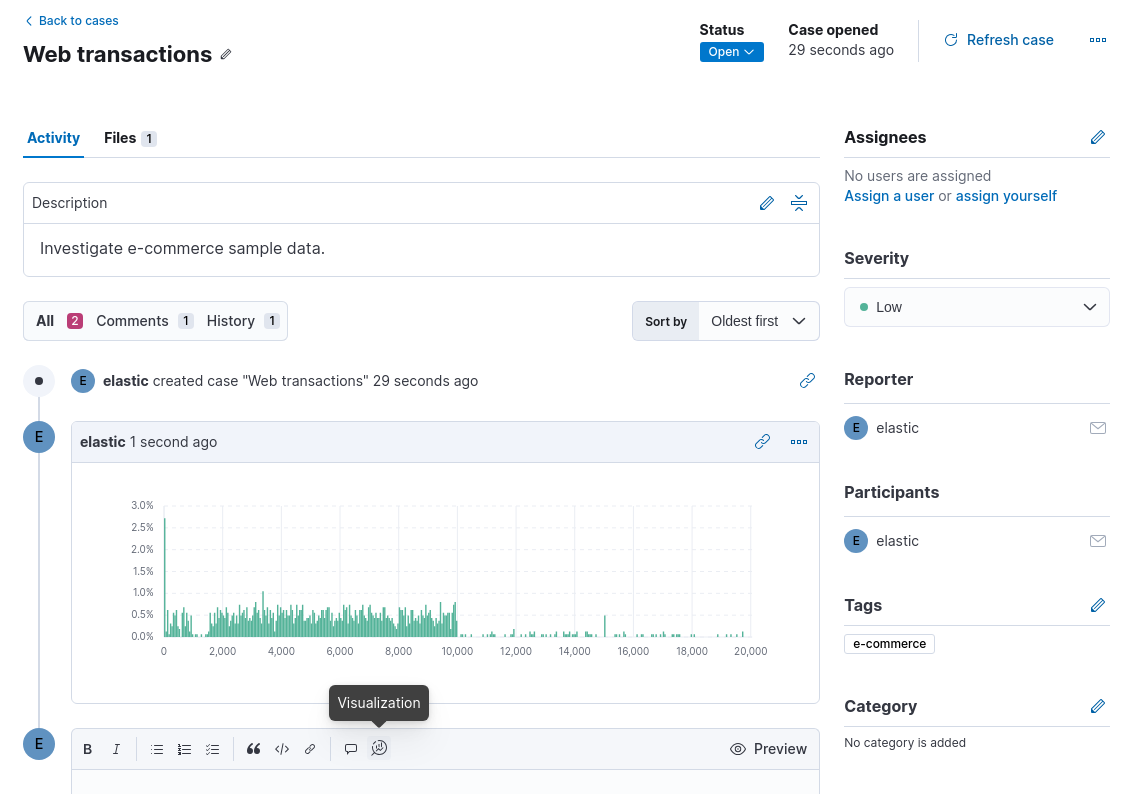 Back to cases
Web transactions
Status
Open
Case opened
29 seconds ago
Refresh case
Activity
Files 1
Description
Investigate e-commerce sample data.
All 2 Comments 1 History 1
Sort by Oldest first
E elastic created case "Web transactions" 29 seconds ago
E
elastic 1 second ago
3.0%
2.5%
2.0%
1.5%
1.0%
0.5%
0.0%
0 2,000 4,000 6,000 8,000 10,000 12,000 14,000 16,000 18,000 20,000
Visualization
E
B I Preview
Assignees
No users are assigned
Assign a user or assign yourself
Severity
Low
Reporter
E elastic
Participants
E elastic
Tags
e-commerce
Category
No category is added